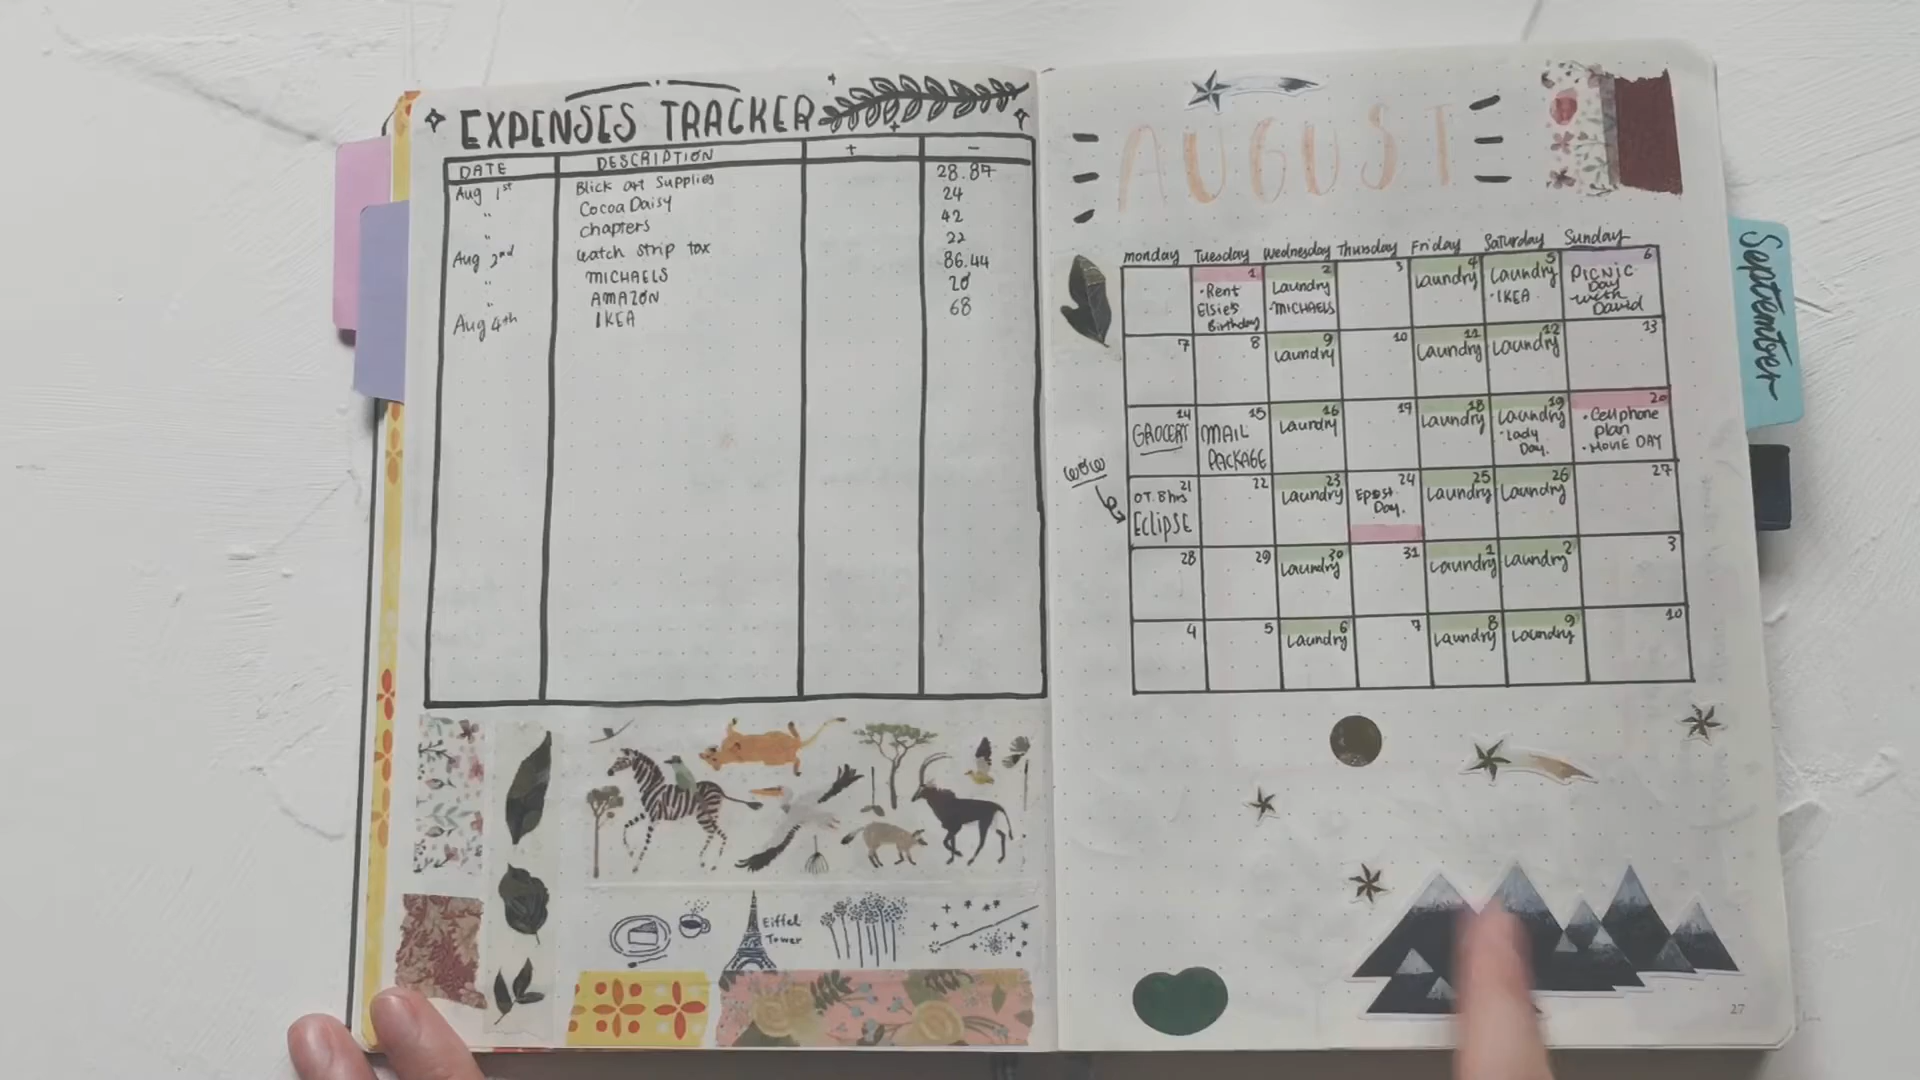 EXPENSES TRACKER
DATE DESCRIPTION + -
Aug 1st Blick art Supplies 28.87
" CocoaDaisy 24
" Chapters 42
Aug 2nd watch strip tax 22
" MICHAELS 86.44
" AMAZON 20
Aug 4th IKEA 68
Eiffel
Tower
AUGUST
monday Tuesday Wednesday Thursday Friday Saturday Sunday
1
• Rent
Elsie's
Birthday
2
Laundry
•MICHAELS
3
4
Laundry
5
Laundry
• IKEA
6
PICNIC
Day
with
David
7
8
9
Laundry
10
11
Laundry
12
Laundry
13
14
GROCERY
15
MAIL
PACKAGE
16
Laundry
17
18
Laundry
19
Laundry
• Lady
Day.
20
• Cellphone
plan
• MOVIE DAY
WOW
21
OT. 8hrs
Eclipse
22
23
Laundry
24
Epost
Day.
25
Laundry
26
Laundry
27
28
29
30
Laundry
31
1
Laundry
2
Laundry
3
4
5
6
Laundry
7
8
Laundry
9
Laundry
10
September
27